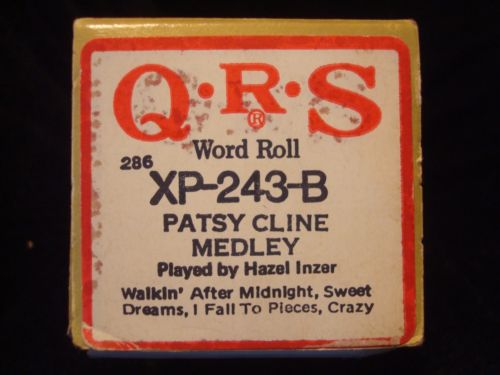 Q·R·S®
Word Roll
286
XP-243-B
PATSY CLINE
MEDLEY
Played by Hazel Inzer
Walkin' After Midnight, Sweet
Dreams, I Fall To Pieces, Crazy